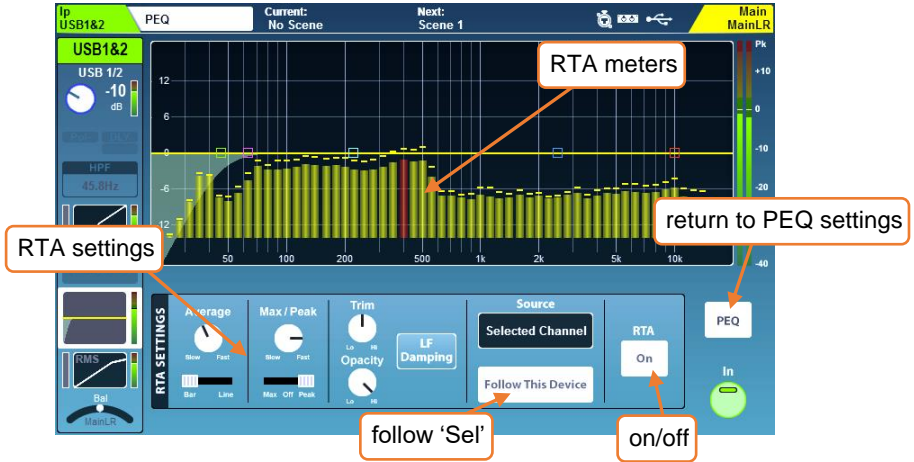 Ip
USB1&2
PEQ
Current:
No Scene
Next:
Scene 1
Main
MainLR
USB1&2
USB 1/2
-10
dB
HPF
45.8Hz
RMS
Bal
MainLR
12
6
0
-6
-12
50 100 200 500 1k 2k 5k 10k
Pk
+10
0
-10
-20
-40
RTA meters
RTA settings
return to PEQ settings
RTA SETTINGS
Average
Slow Fast
Bar Line
Max / Peak
Slow Fast
Max Off Peak
Trim
Lo Hi
Opacity
Lo Hi
LF
Damping
Source
Selected Channel
Follow This Device
RTA
On
PEQ
In
follow ‘Sel’
on/off